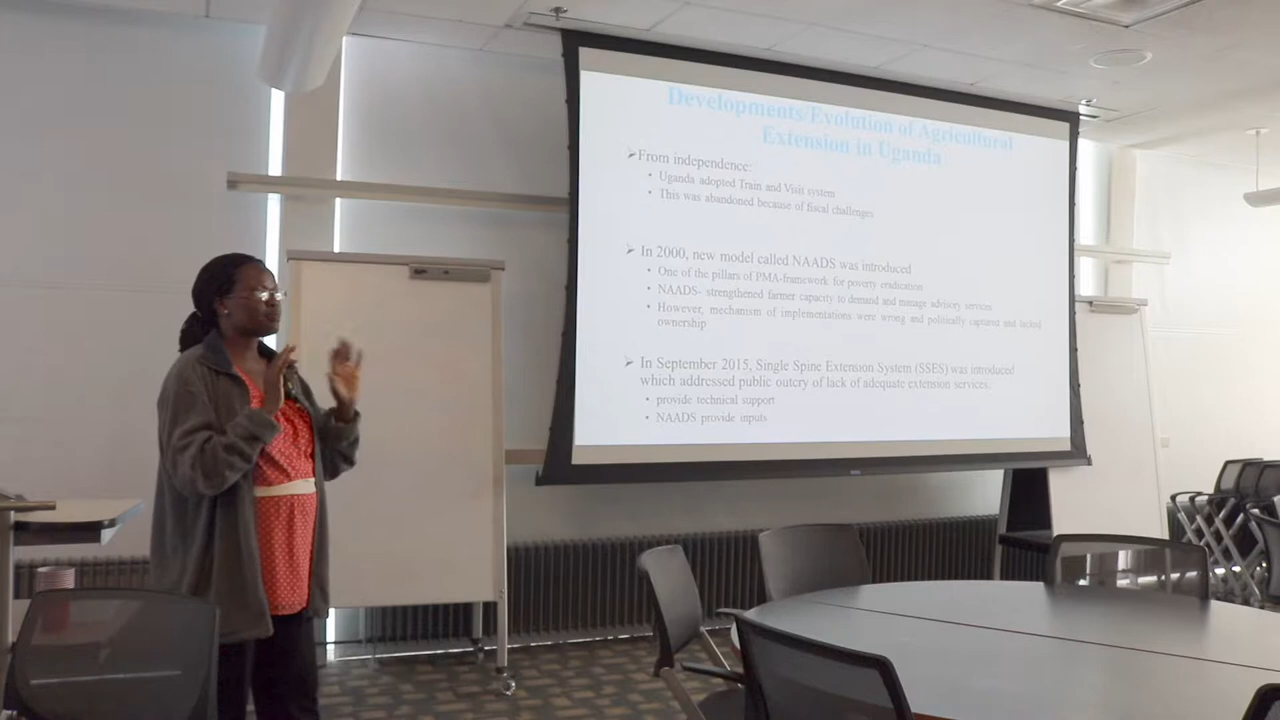 Developments/Evolution of Agricultural
Extension in Uganda
➢From independence:
• Uganda adopted Train and Visit system
• This was abandoned because of fiscal challenges
➢ In 2000, new model called NAADS was introduced
• One of the pillars of PMA-framework for poverty eradication
• NAADS- strengthened farmer capacity to demand and manage advisory services
• However, mechanism of implementations were wrong and politically captured and lacked
ownership
➢ In September 2015, Single Spine Extension System (SSES) was introduced
which addressed public outcry of lack of adequate extension services.
• provide technical support
• NAADS provide inputs